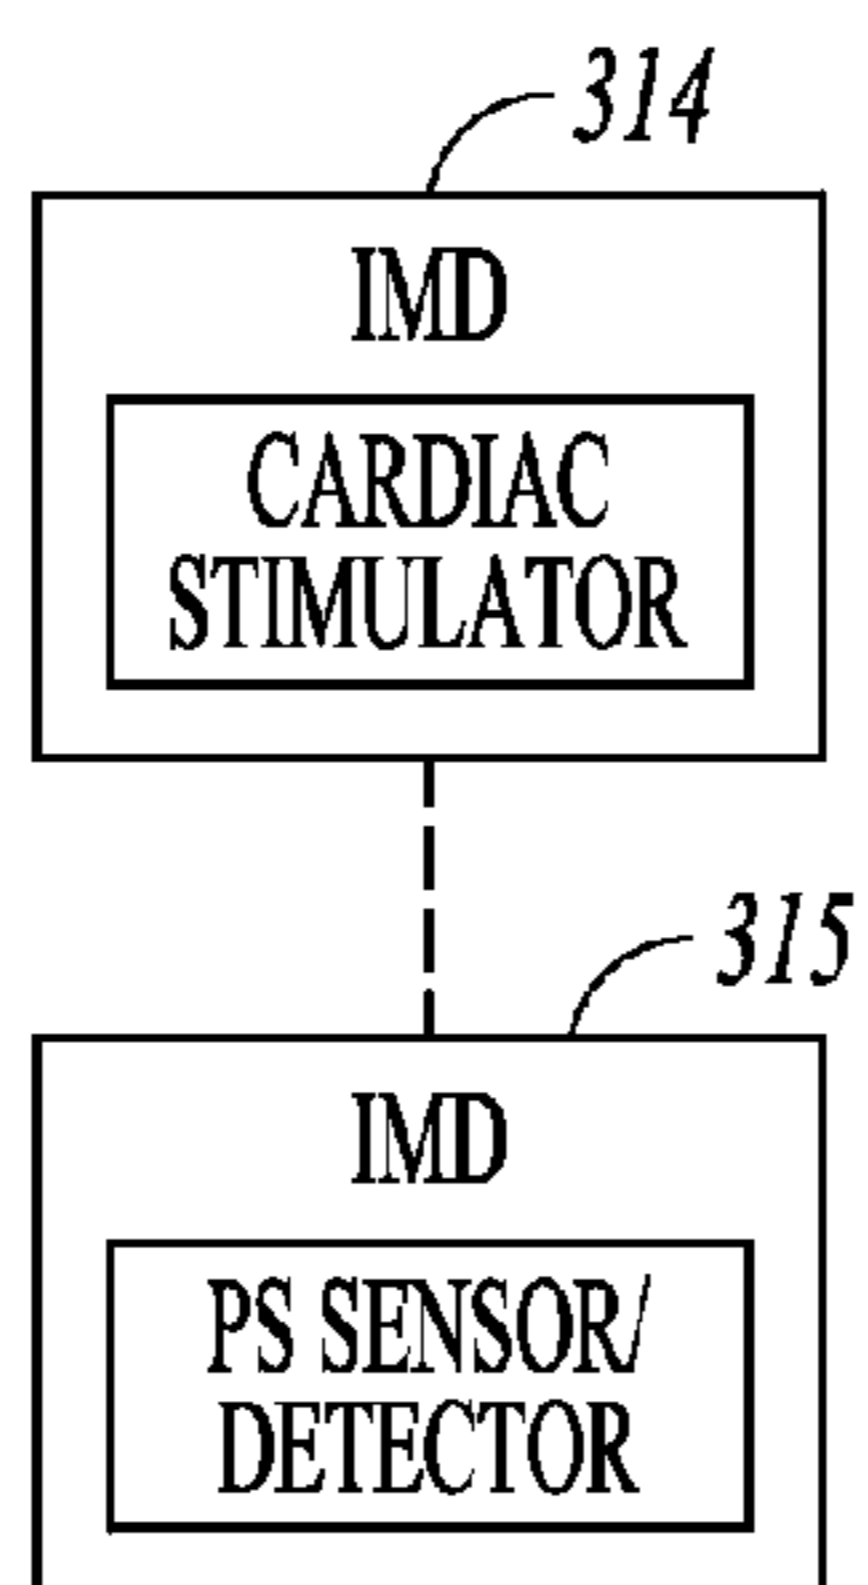 314
IMD
CARDIAC
STIMULATOR
315
IMD
PS SENSOR/
DETECTOR